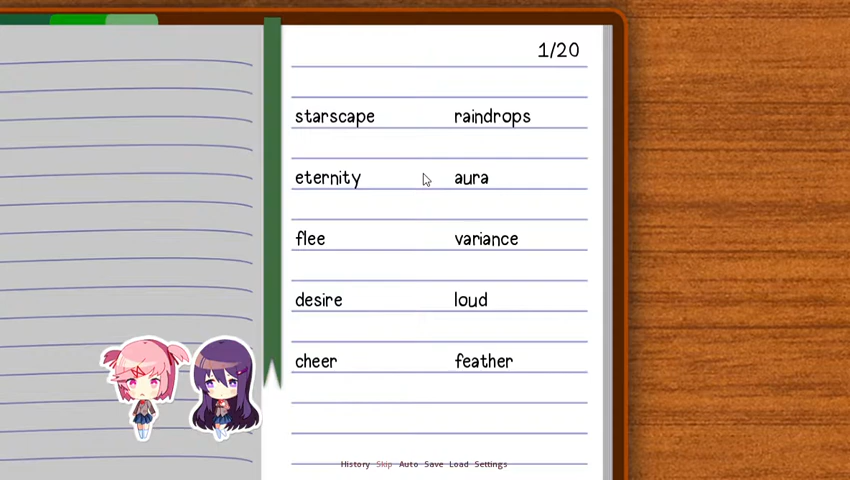 1/20
starscape raindrops
eternity aura
flee variance
desire loud
cheer feather
History Skip Auto Save Load Settings